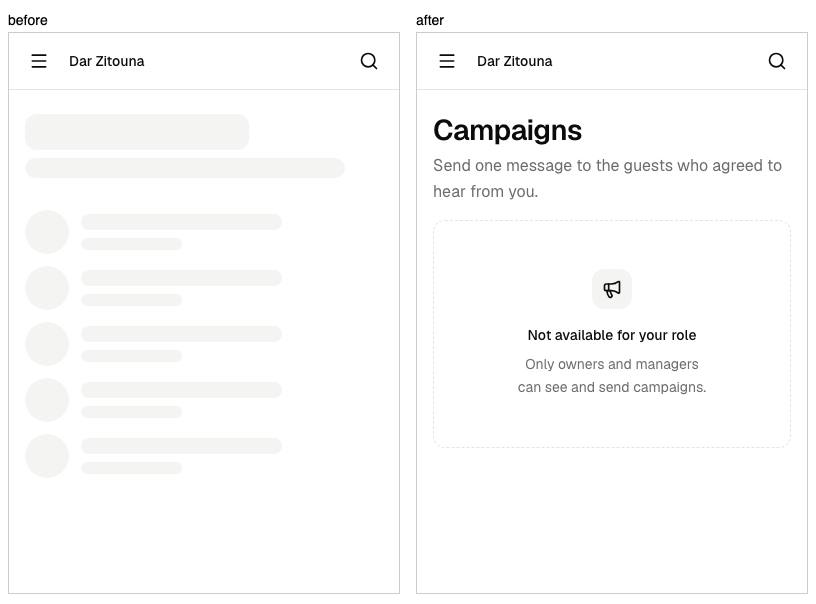 before
Dar Zitouna
after
Dar Zitouna
Campaigns
Send one message to the guests who agreed to
hear from you.
Not available for your role
Only owners and managers
can see and send campaigns.